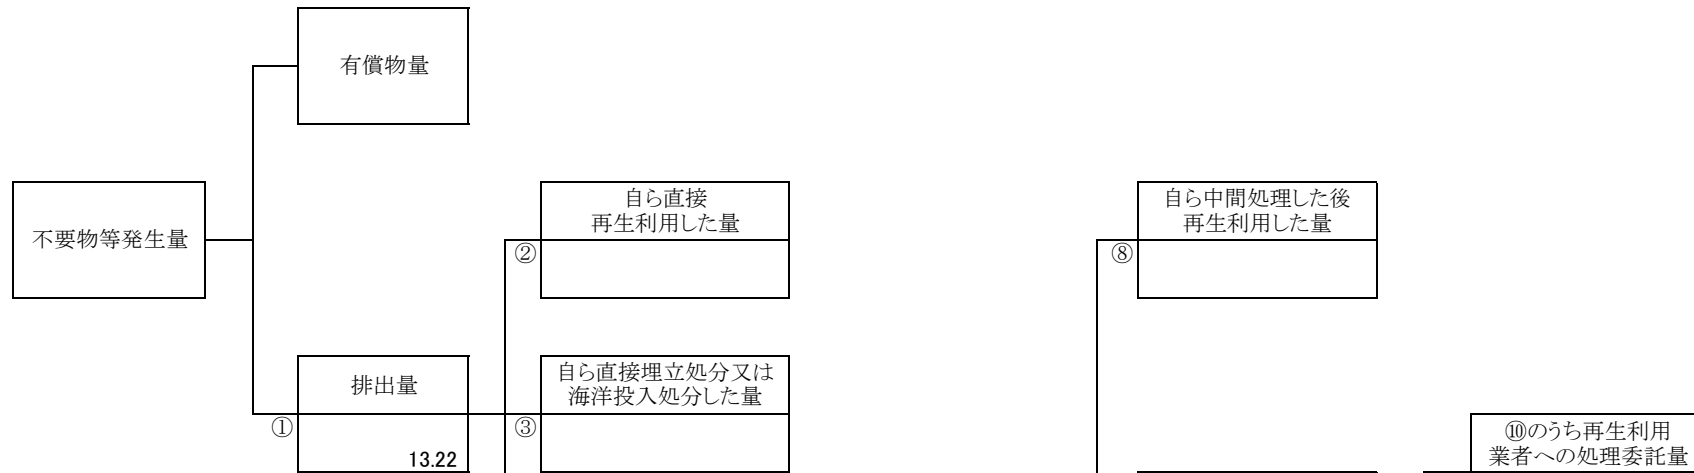 有償物量
不要物等発生量
自ら直接
再生利用した量
②
自ら中間処理した後
再生利用した量
⑧
排出量
①
13.22
自ら直接埋立処分又は
海洋投入処分した量
③
⑩のうち再生利用
業者への処理委託量